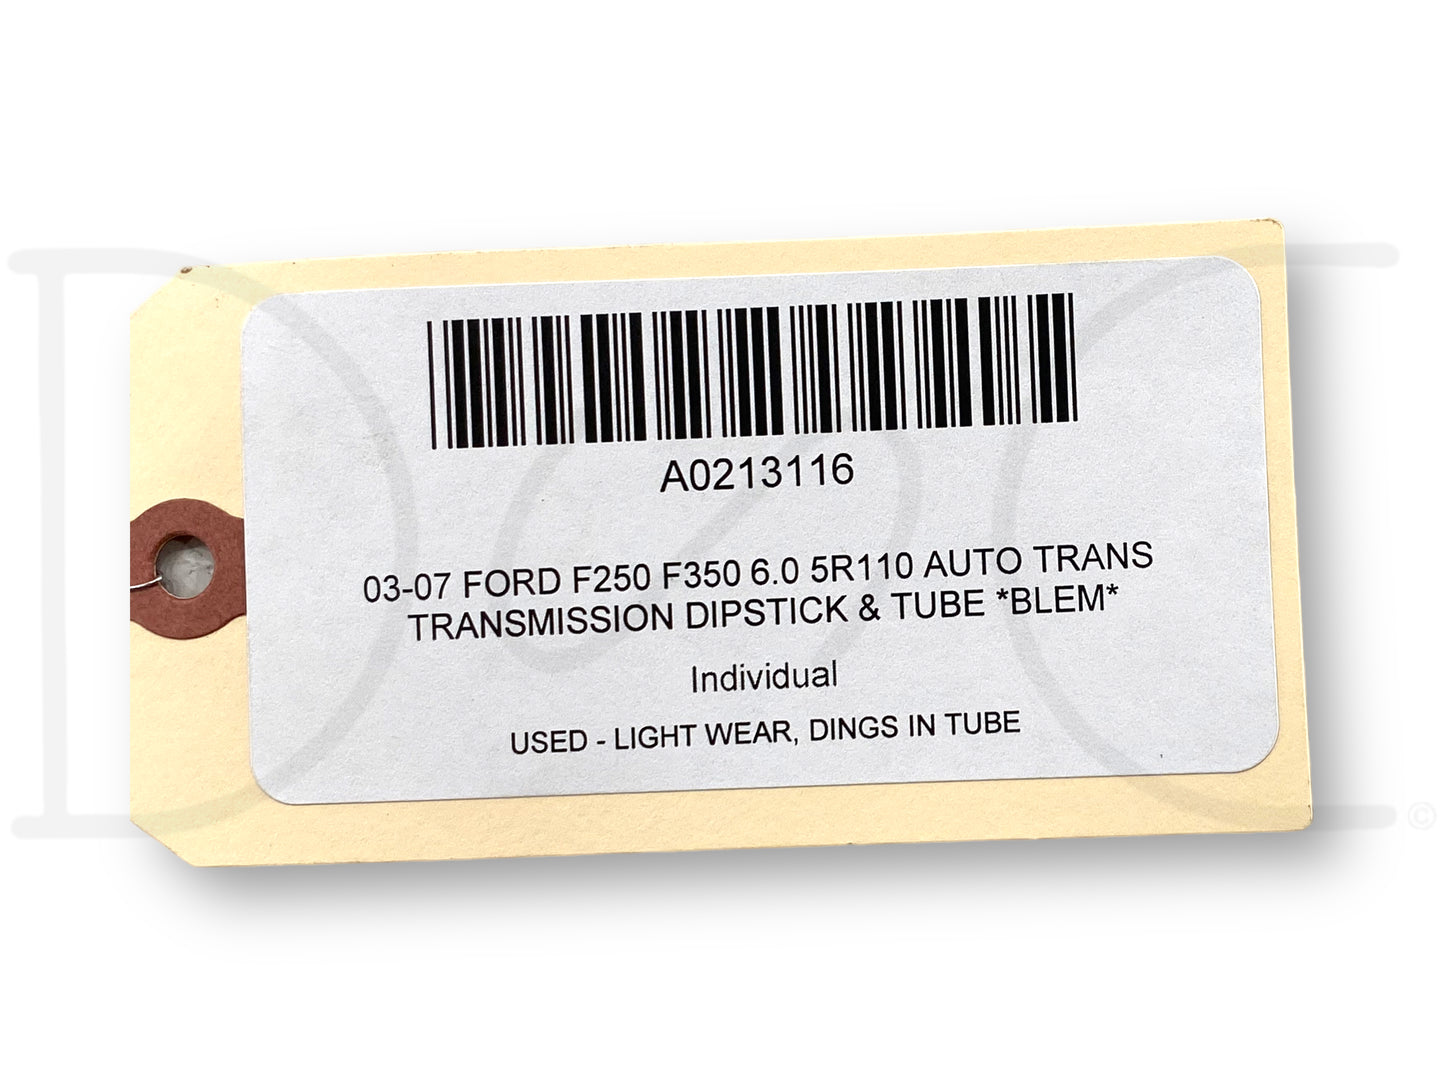 A0213116
03-07 FORD F250 F350 6.0 5R110 AUTO TRANS
TRANSMISSION DIPSTICK & TUBE *BLEM*
Individual
USED - LIGHT WEAR, DINGS IN TUBE
©